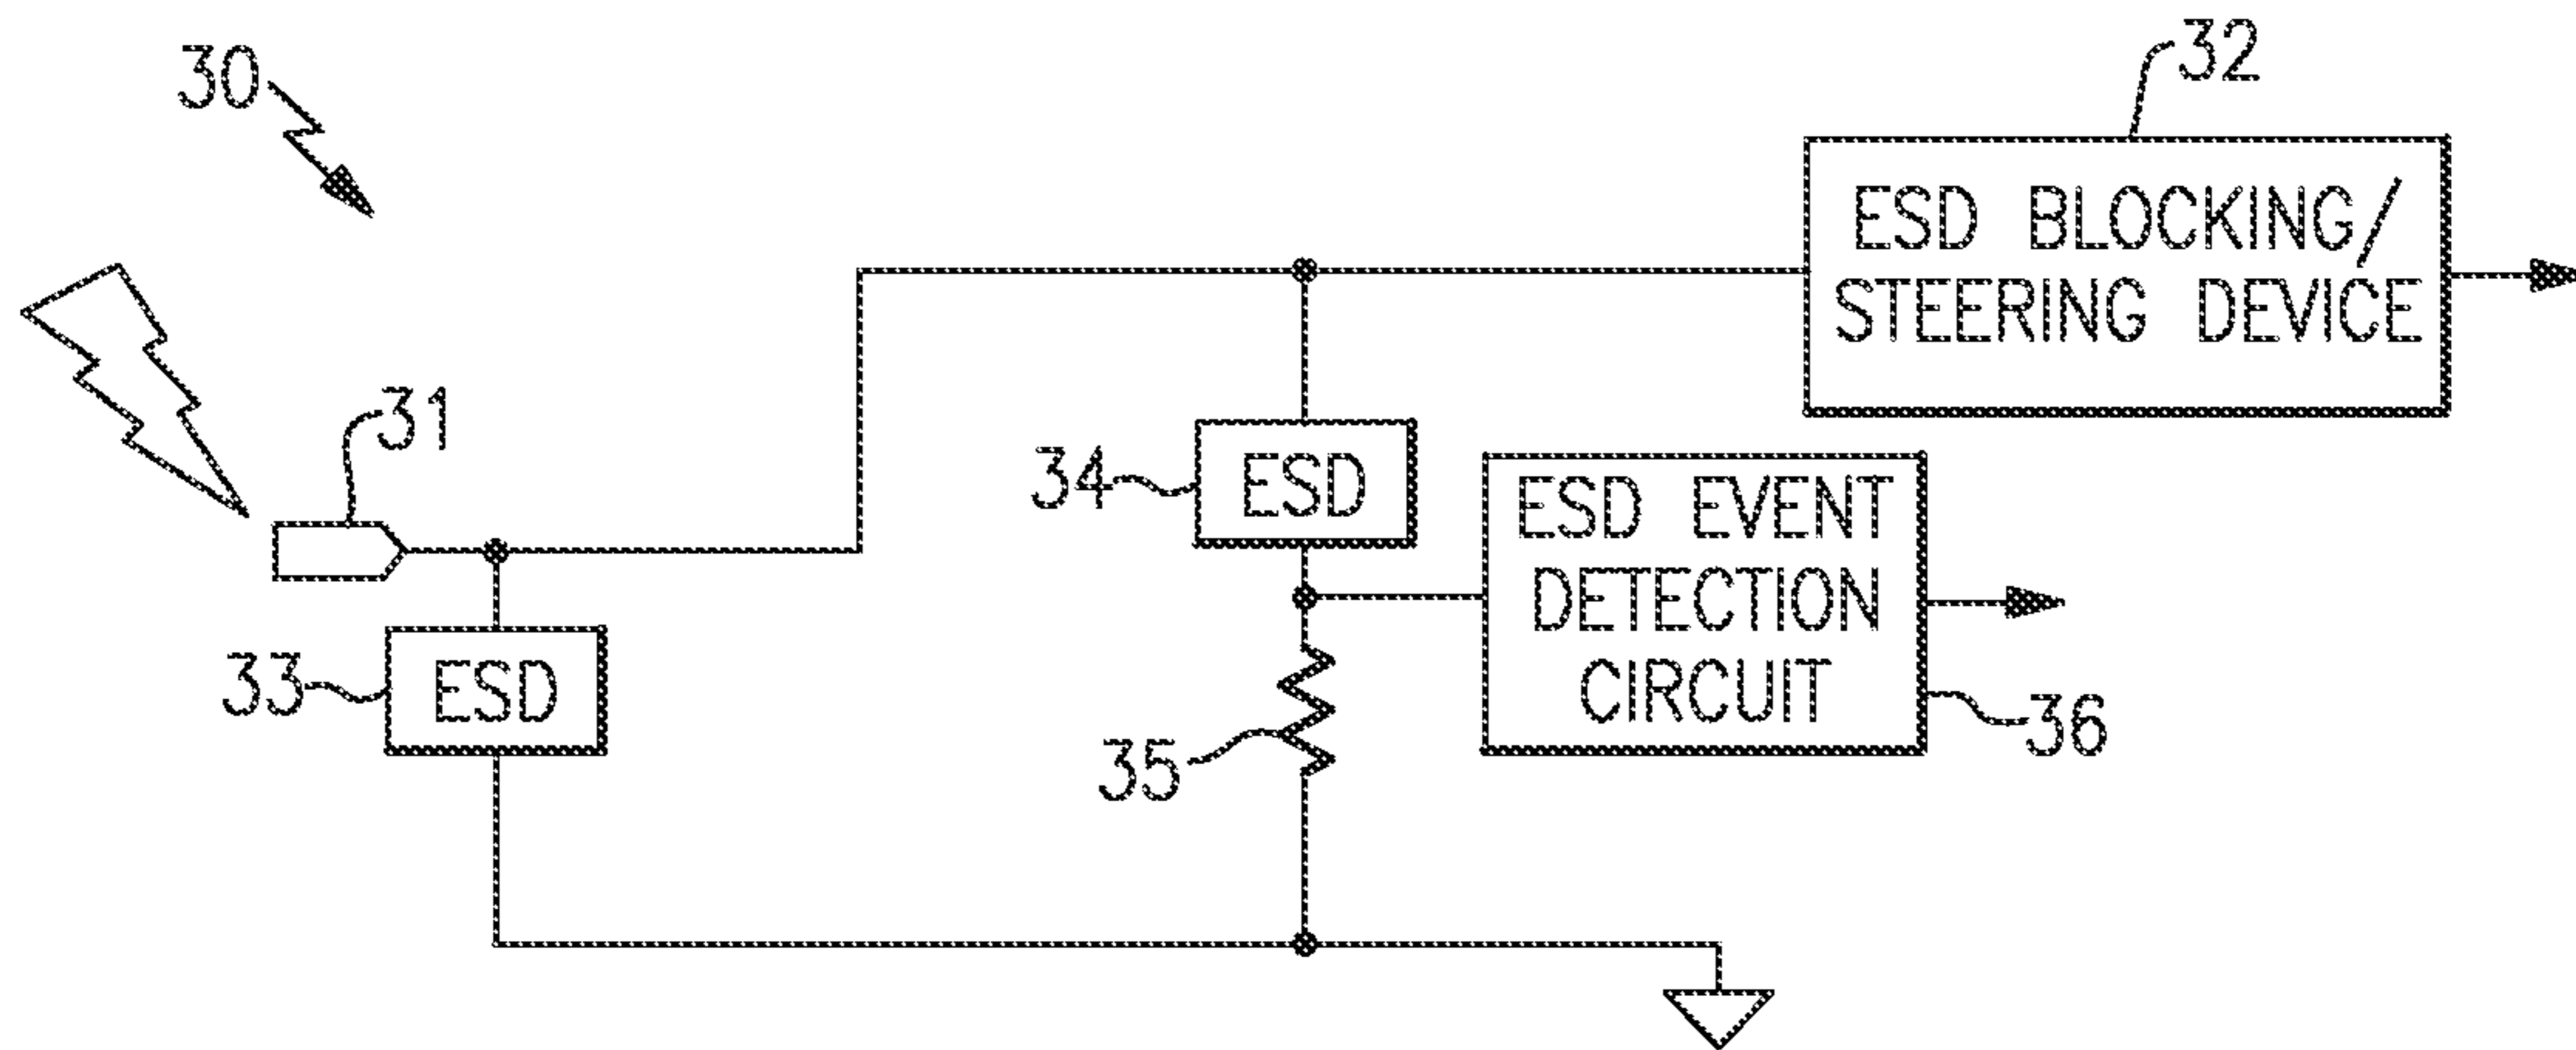 30
32
ESD BLOCKING/
STEERING DEVICE
31
34
ESD
ESD EVENT
DETECTION
CIRCUIT
33
ESD
35
36